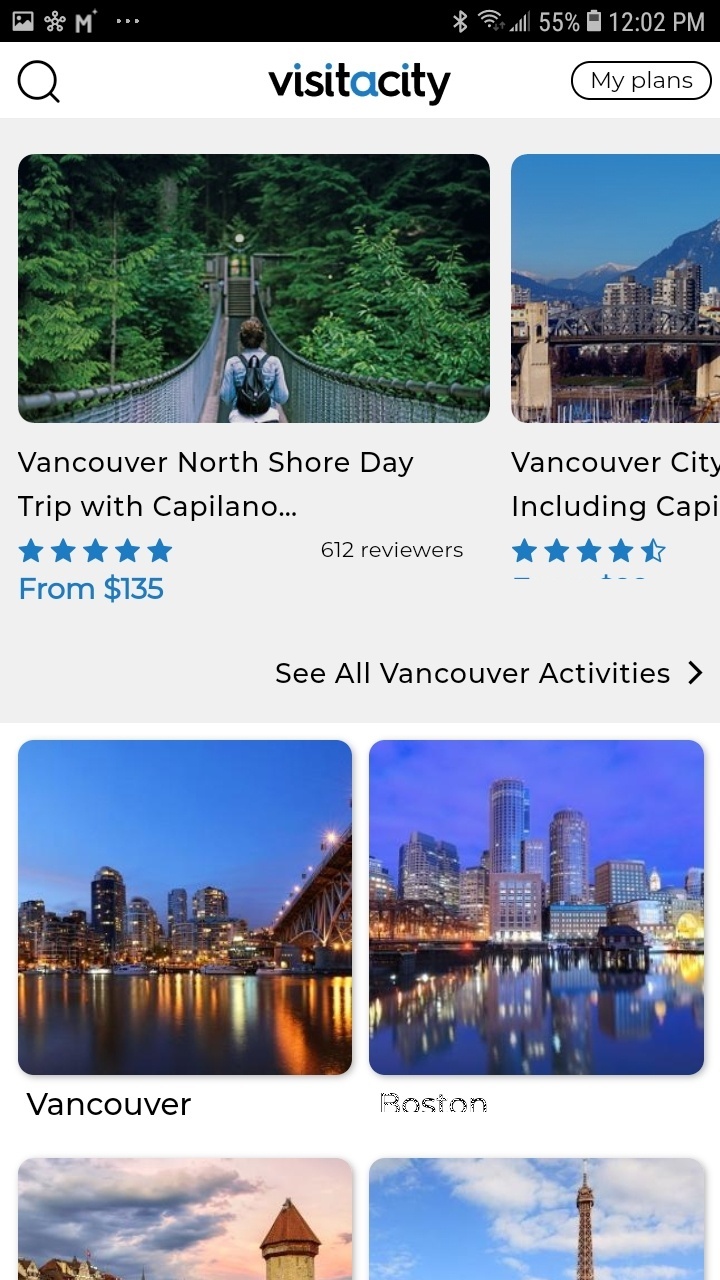 55% 12:02 PM
visitacity
My plans
Vancouver North Shore Day
Trip with Capilano...
612 reviewers
From $135
Vancouver City
Including Capi
See All Vancouver Activities
Vancouver
Boston